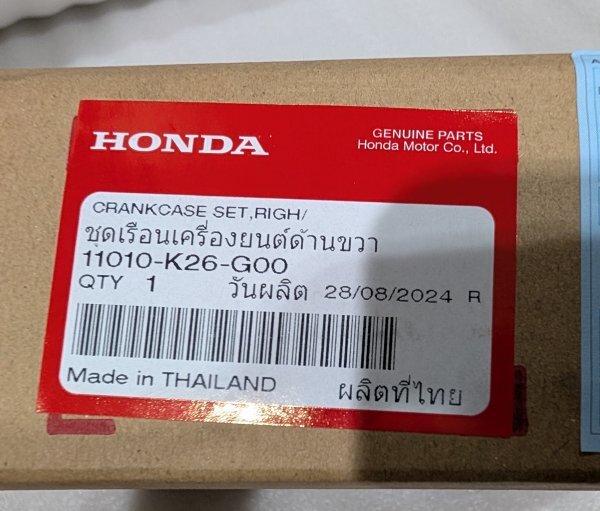 HONDA
GENUINE PARTS
Honda Motor Co., Ltd.
CRANKCASE SET,RIGH/
ชุดเรือนเครื่องยนต์ด้านขวา
11010-K26-G00
QTY 1 วันผลิต 28/08/2024 R
Made in THAILAND ผลิตที่ไทย